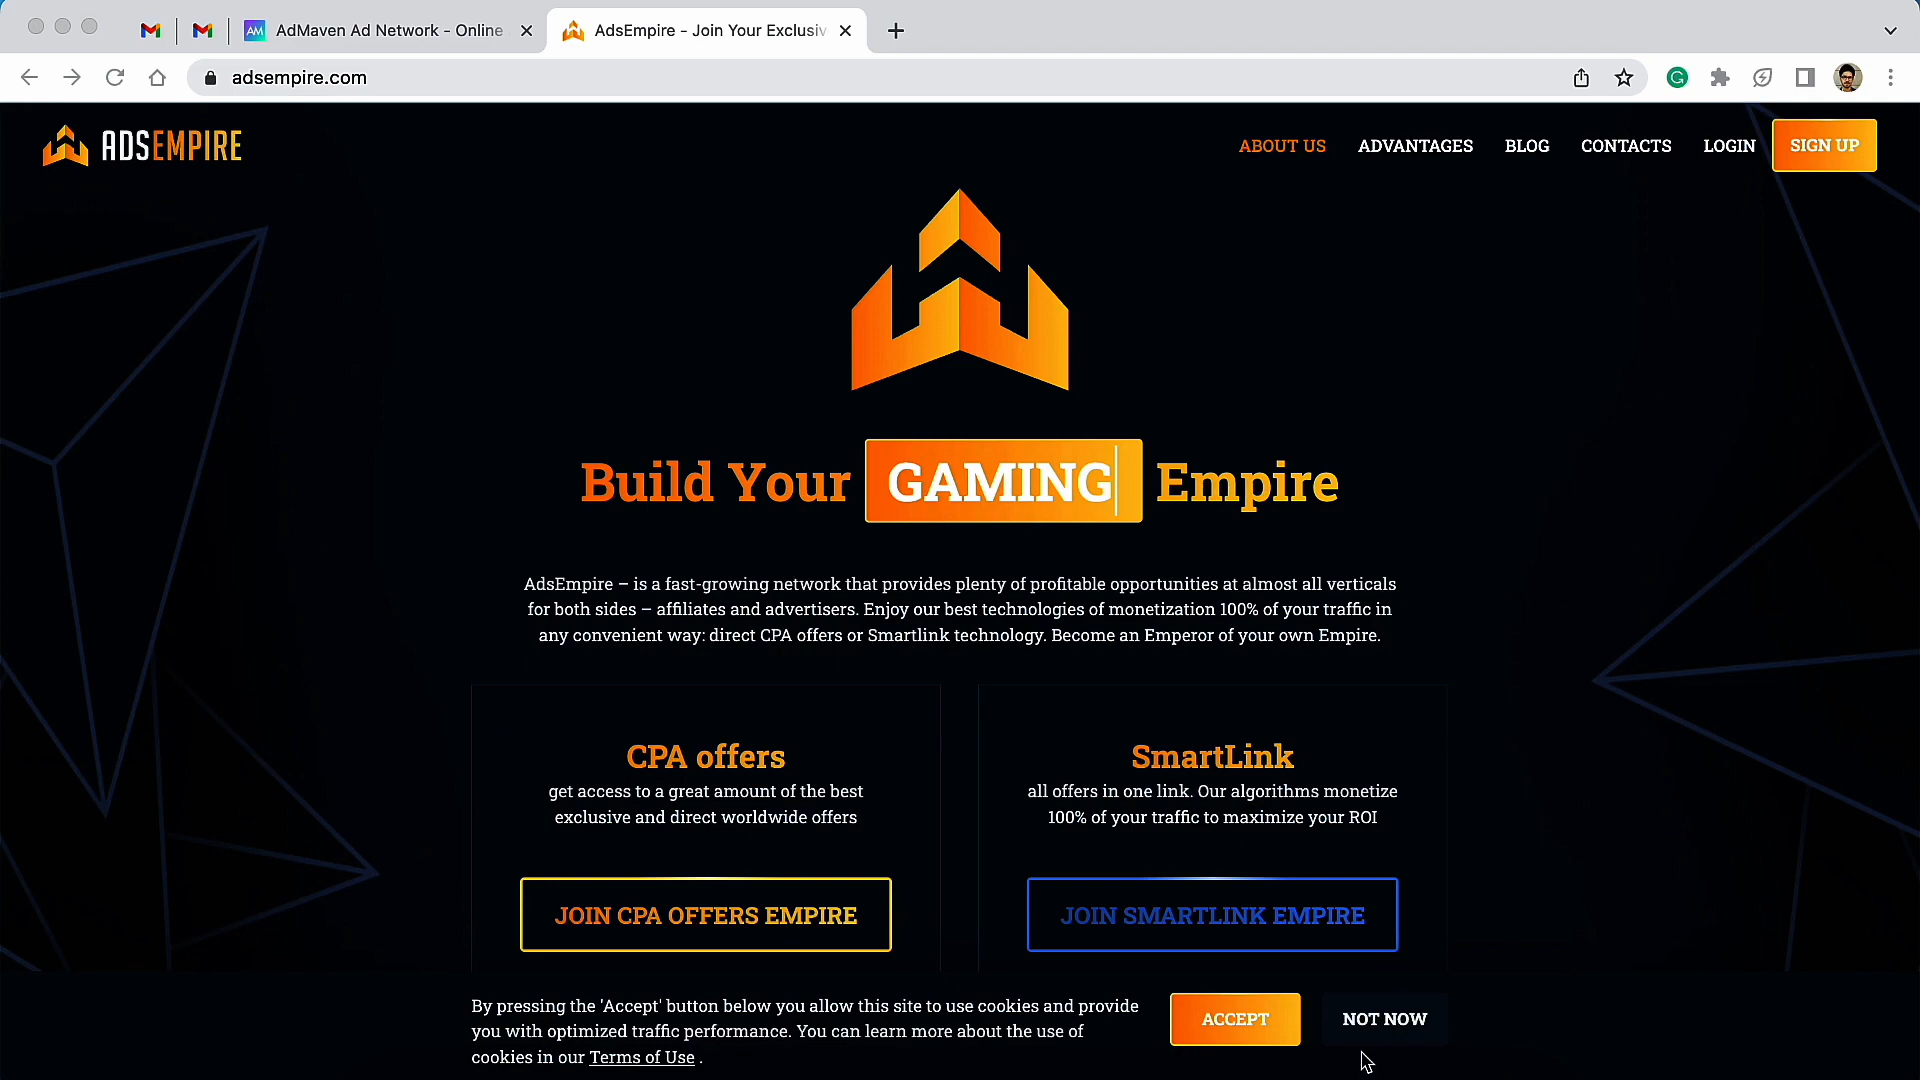 AdMaven Ad Network - Online
AdsEmpire - Join Your Exclusiv
adsempire.com
ADSEMPIRE
ABOUT US
ADVANTAGES
BLOG
CONTACTS
LOGIN
SIGN UP
Build Your GAMING Empire
AdsEmpire – is a fast-growing network that provides plenty of profitable opportunities at almost all verticals
for both sides – affiliates and advertisers. Enjoy our best technologies of monetization 100% of your traffic in
any convenient way: direct CPA offers or Smartlink technology. Become an Emperor of your own Empire.
CPA offers
get access to a great amount of the best
exclusive and direct worldwide offers
JOIN CPA OFFERS EMPIRE
SmartLink
all offers in one link. Our algorithms monetize
100% of your traffic to maximize your ROI
JOIN SMARTLINK EMPIRE
By pressing the 'Accept' button below you allow this site to use cookies and provide
you with optimized traffic performance. You can learn more about the use of
cookies in our Terms of Use .
ACCEPT
NOT NOW